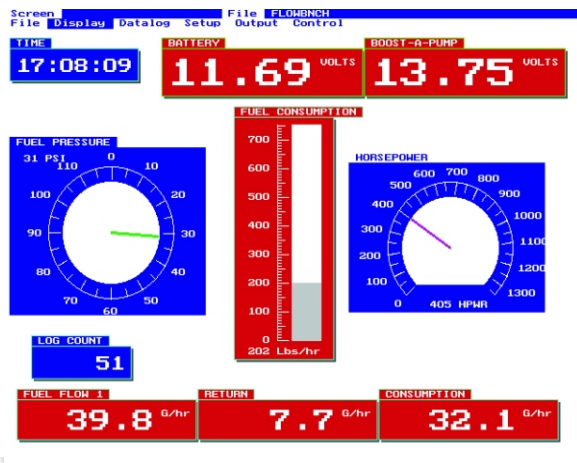 Screen File FLOWBNCH
File Display Datalog Setup Output Control
TIME
17:08:09
BATTERY
11.69 VOLTS
BOOST-A-PUMP
13.75 VOLTS
FUEL PRESSURE
31 PSI
0 10 20 30 40 50 60 70 80 90 100 110
FUEL CONSUMPTION
700
600
500
400
300
200
100
0
202 Lbs/hr
HORSEPOWER
0 100 200 300 400 500 600 700 800 900 1000 1100 1200 1300
405 HPWR
LOG COUNT
51
FUEL FLOW 1
39.8 G/hr
RETURN
7.7 G/hr
CONSUMPTION
32.1 G/hr